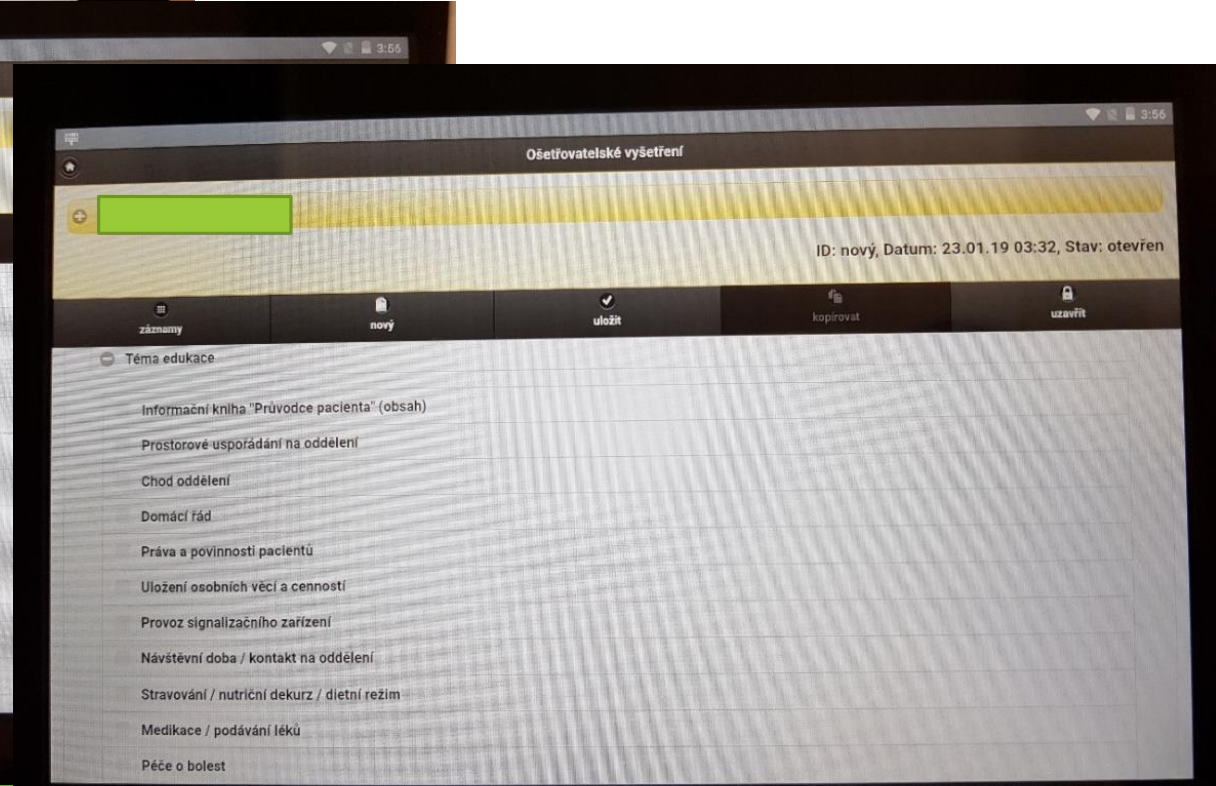 3:56
3:56
Ošetřovatelské vyšetření
ID: nový, Datum: 23.01.19 03:32, Stav: otevřen
záznamy nový uložit kopírovat uzavřít
Téma edukace
Informační kniha "Průvodce pacienta" (obsah)
Prostorové uspořádání na oddělení
Chod oddělení
Domácí řád
Práva a povinnosti pacientů
Uložení osobních věcí a cenností
Provoz signalizačního zařízení
Návštěvní doba / kontakt na oddělení
Stravování / nutriční dekurz / dietní režim
Medikace / podávání léků
Péče o bolest